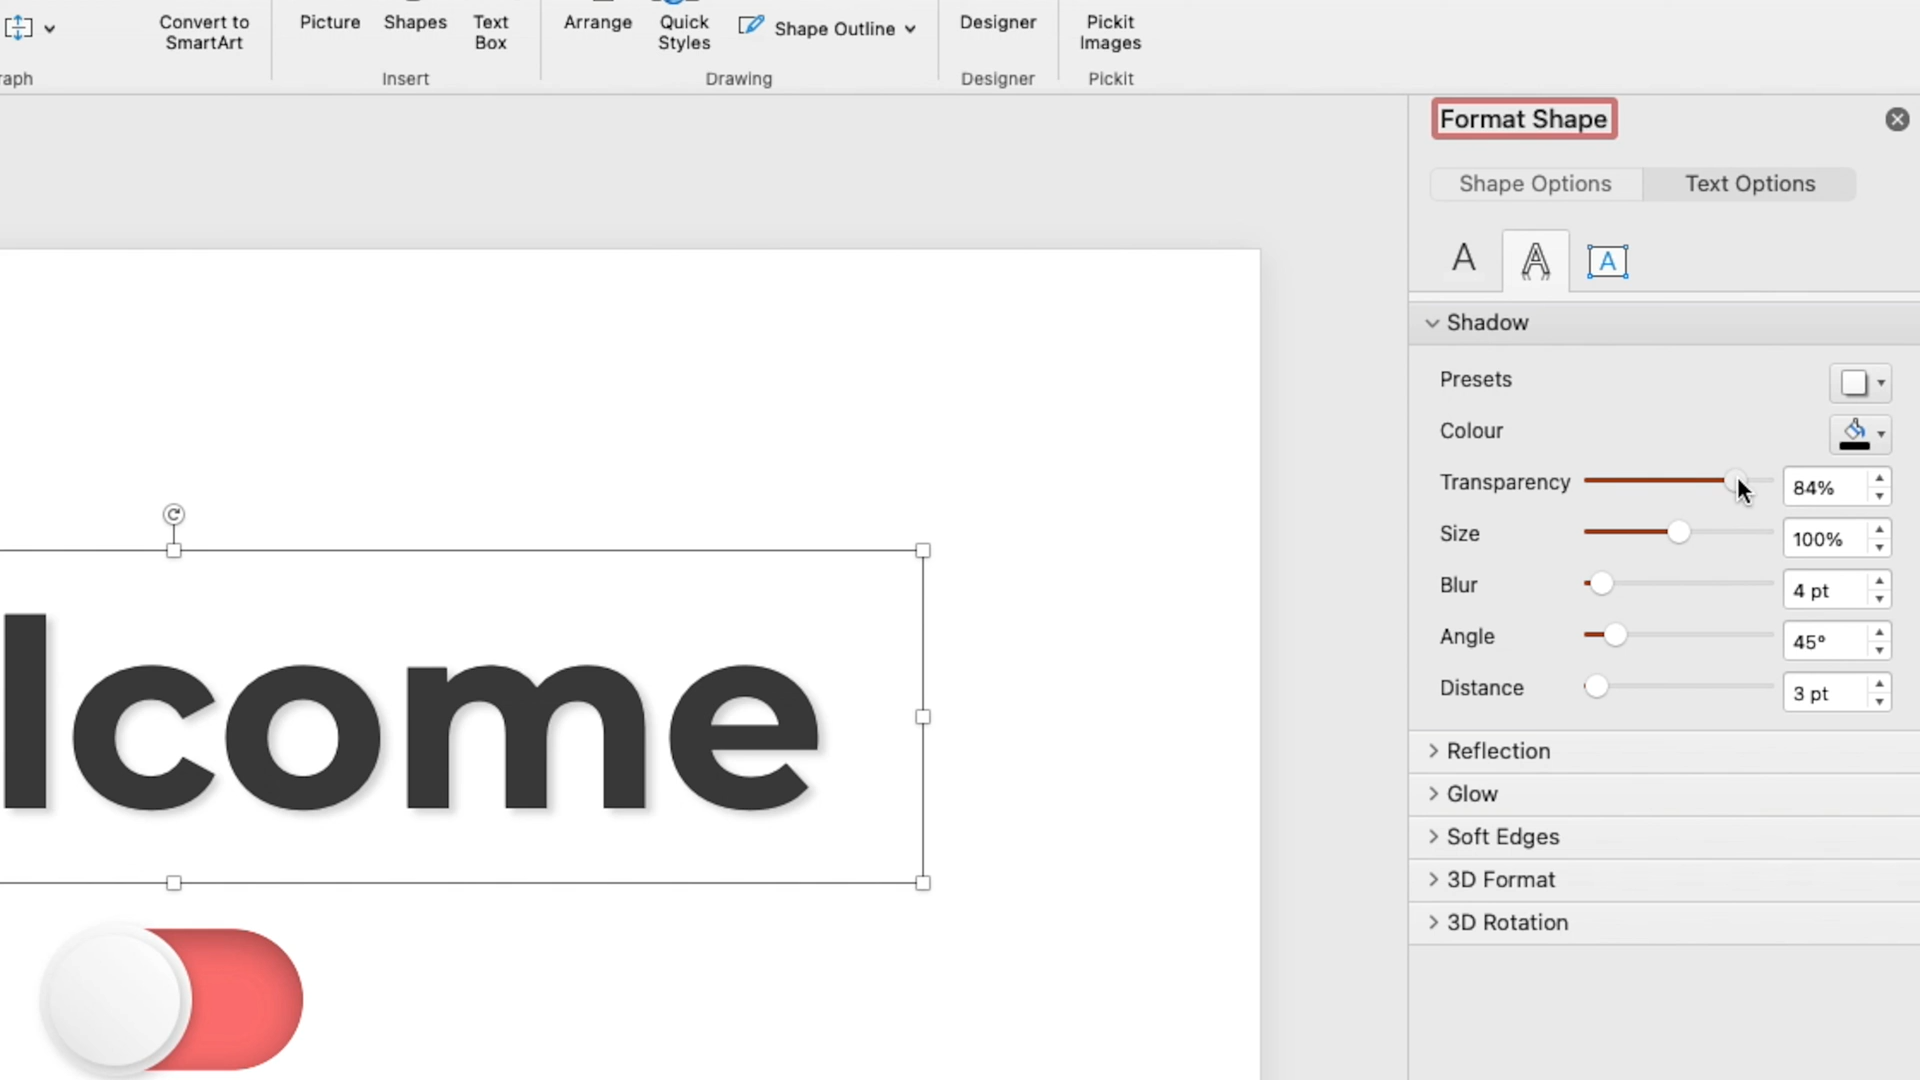 Convert to
SmartArt
Picture
Shapes
Text
Box
Arrange
Quick
Styles
Shape Outline
Designer
Pickit
Images
raph
Insert
Drawing
Designer
Pickit
Format Shape
Shape Options
Text Options
A
A
A
Shadow
Presets
Colour
Transparency
84%
Size
100%
Blur
4 pt
Angle
45°
Distance
3 pt
Reflection
Glow
Soft Edges
3D Format
3D Rotation
lcome